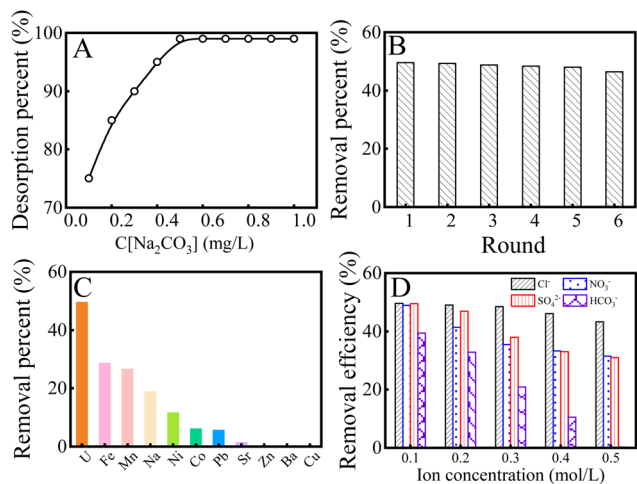 A
Desorption percent (%)
100
90
80
70
0.0 0.2 0.4 0.6 0.8 1.0
C[Na₂CO₃] (mg/L)
B
Removal percent (%)
60
40
20
0
1 2 3 4 5 6
Round
C
Removal percent (%)
60
40
20
0
U Fe Mn Na Ni Co Pb Sr Zn Ba Cu
D
Removal effciency (%)
60
40
20
0
Cl⁻ NO₃⁻
SO₄²⁻ HCO₃⁻
0.1 0.2 0.3 0.4 0.5
Ion concentration (mol/L)